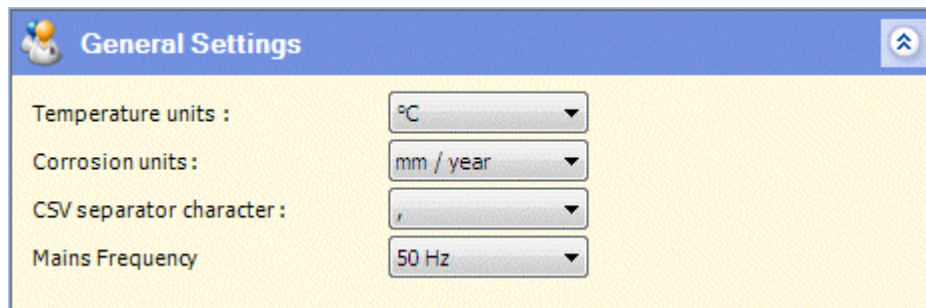 General Settings
Temperature units : °C
Corrosion units : mm / year
CSV separator character : ,
Mains Frequency 50 Hz